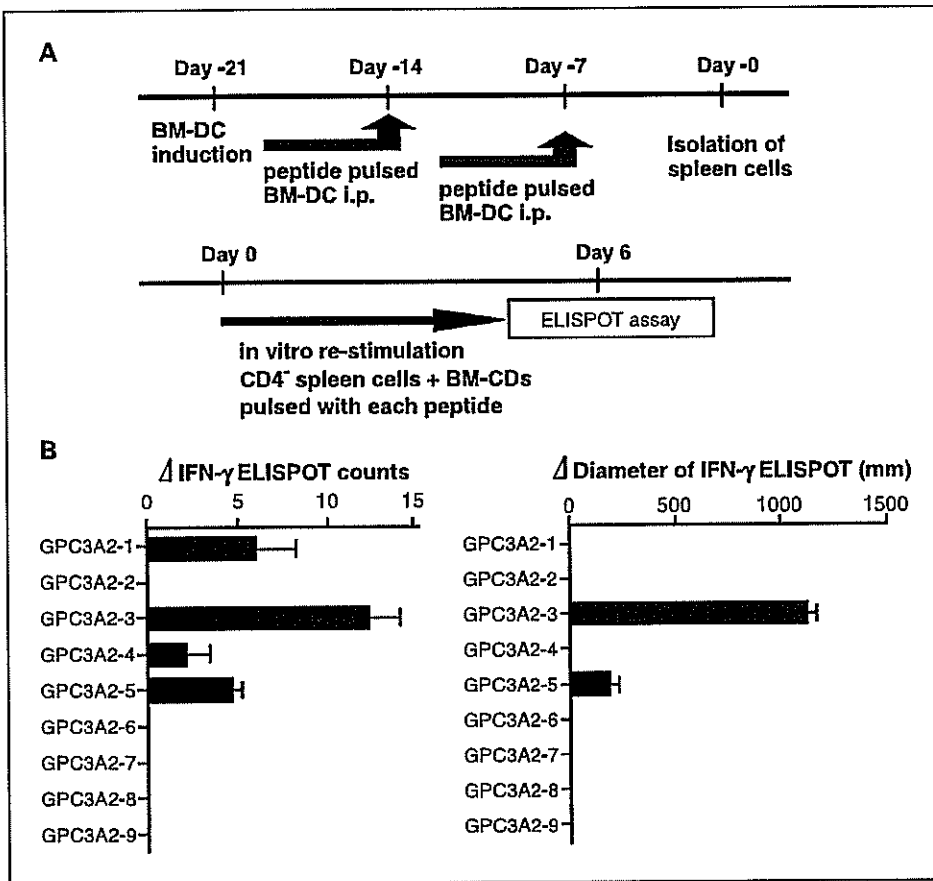 A
Day -21 Day -14 Day -7 Day -0
BM-DC
induction
peptide pulsed
BM-DC i.p.
peptide pulsed
BM-DC i.p.
Isolation of
spleen cells
Day 0 Day 6
ELISPOT assay
in vitro re-stimulation
CD4⁻ spleen cells + BM-CDs
pulsed with each peptide
B
⊿ IFN-γ ELISPOT counts
0 5 10 15
GPC3A2-1
GPC3A2-2
GPC3A2-3
GPC3A2-4
GPC3A2-5
GPC3A2-6
GPC3A2-7
GPC3A2-8
GPC3A2-9
⊿ Diameter of IFN-γ ELISPOT (mm)
0 500 1000 1500
GPC3A2-1
GPC3A2-2
GPC3A2-3
GPC3A2-4
GPC3A2-5
GPC3A2-6
GPC3A2-7
GPC3A2-8
GPC3A2-9